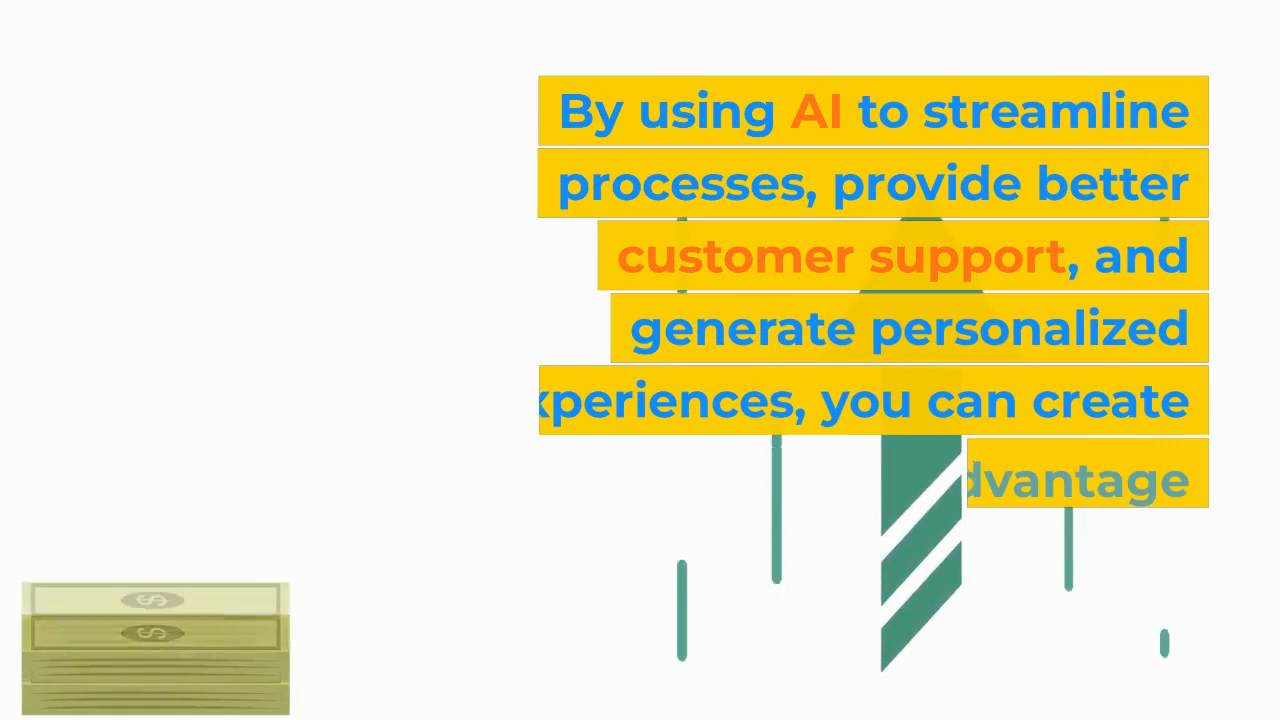 By using AI to streamline
processes, provide better
customer support, and
generate personalized
xperiences, you can create
dvantage